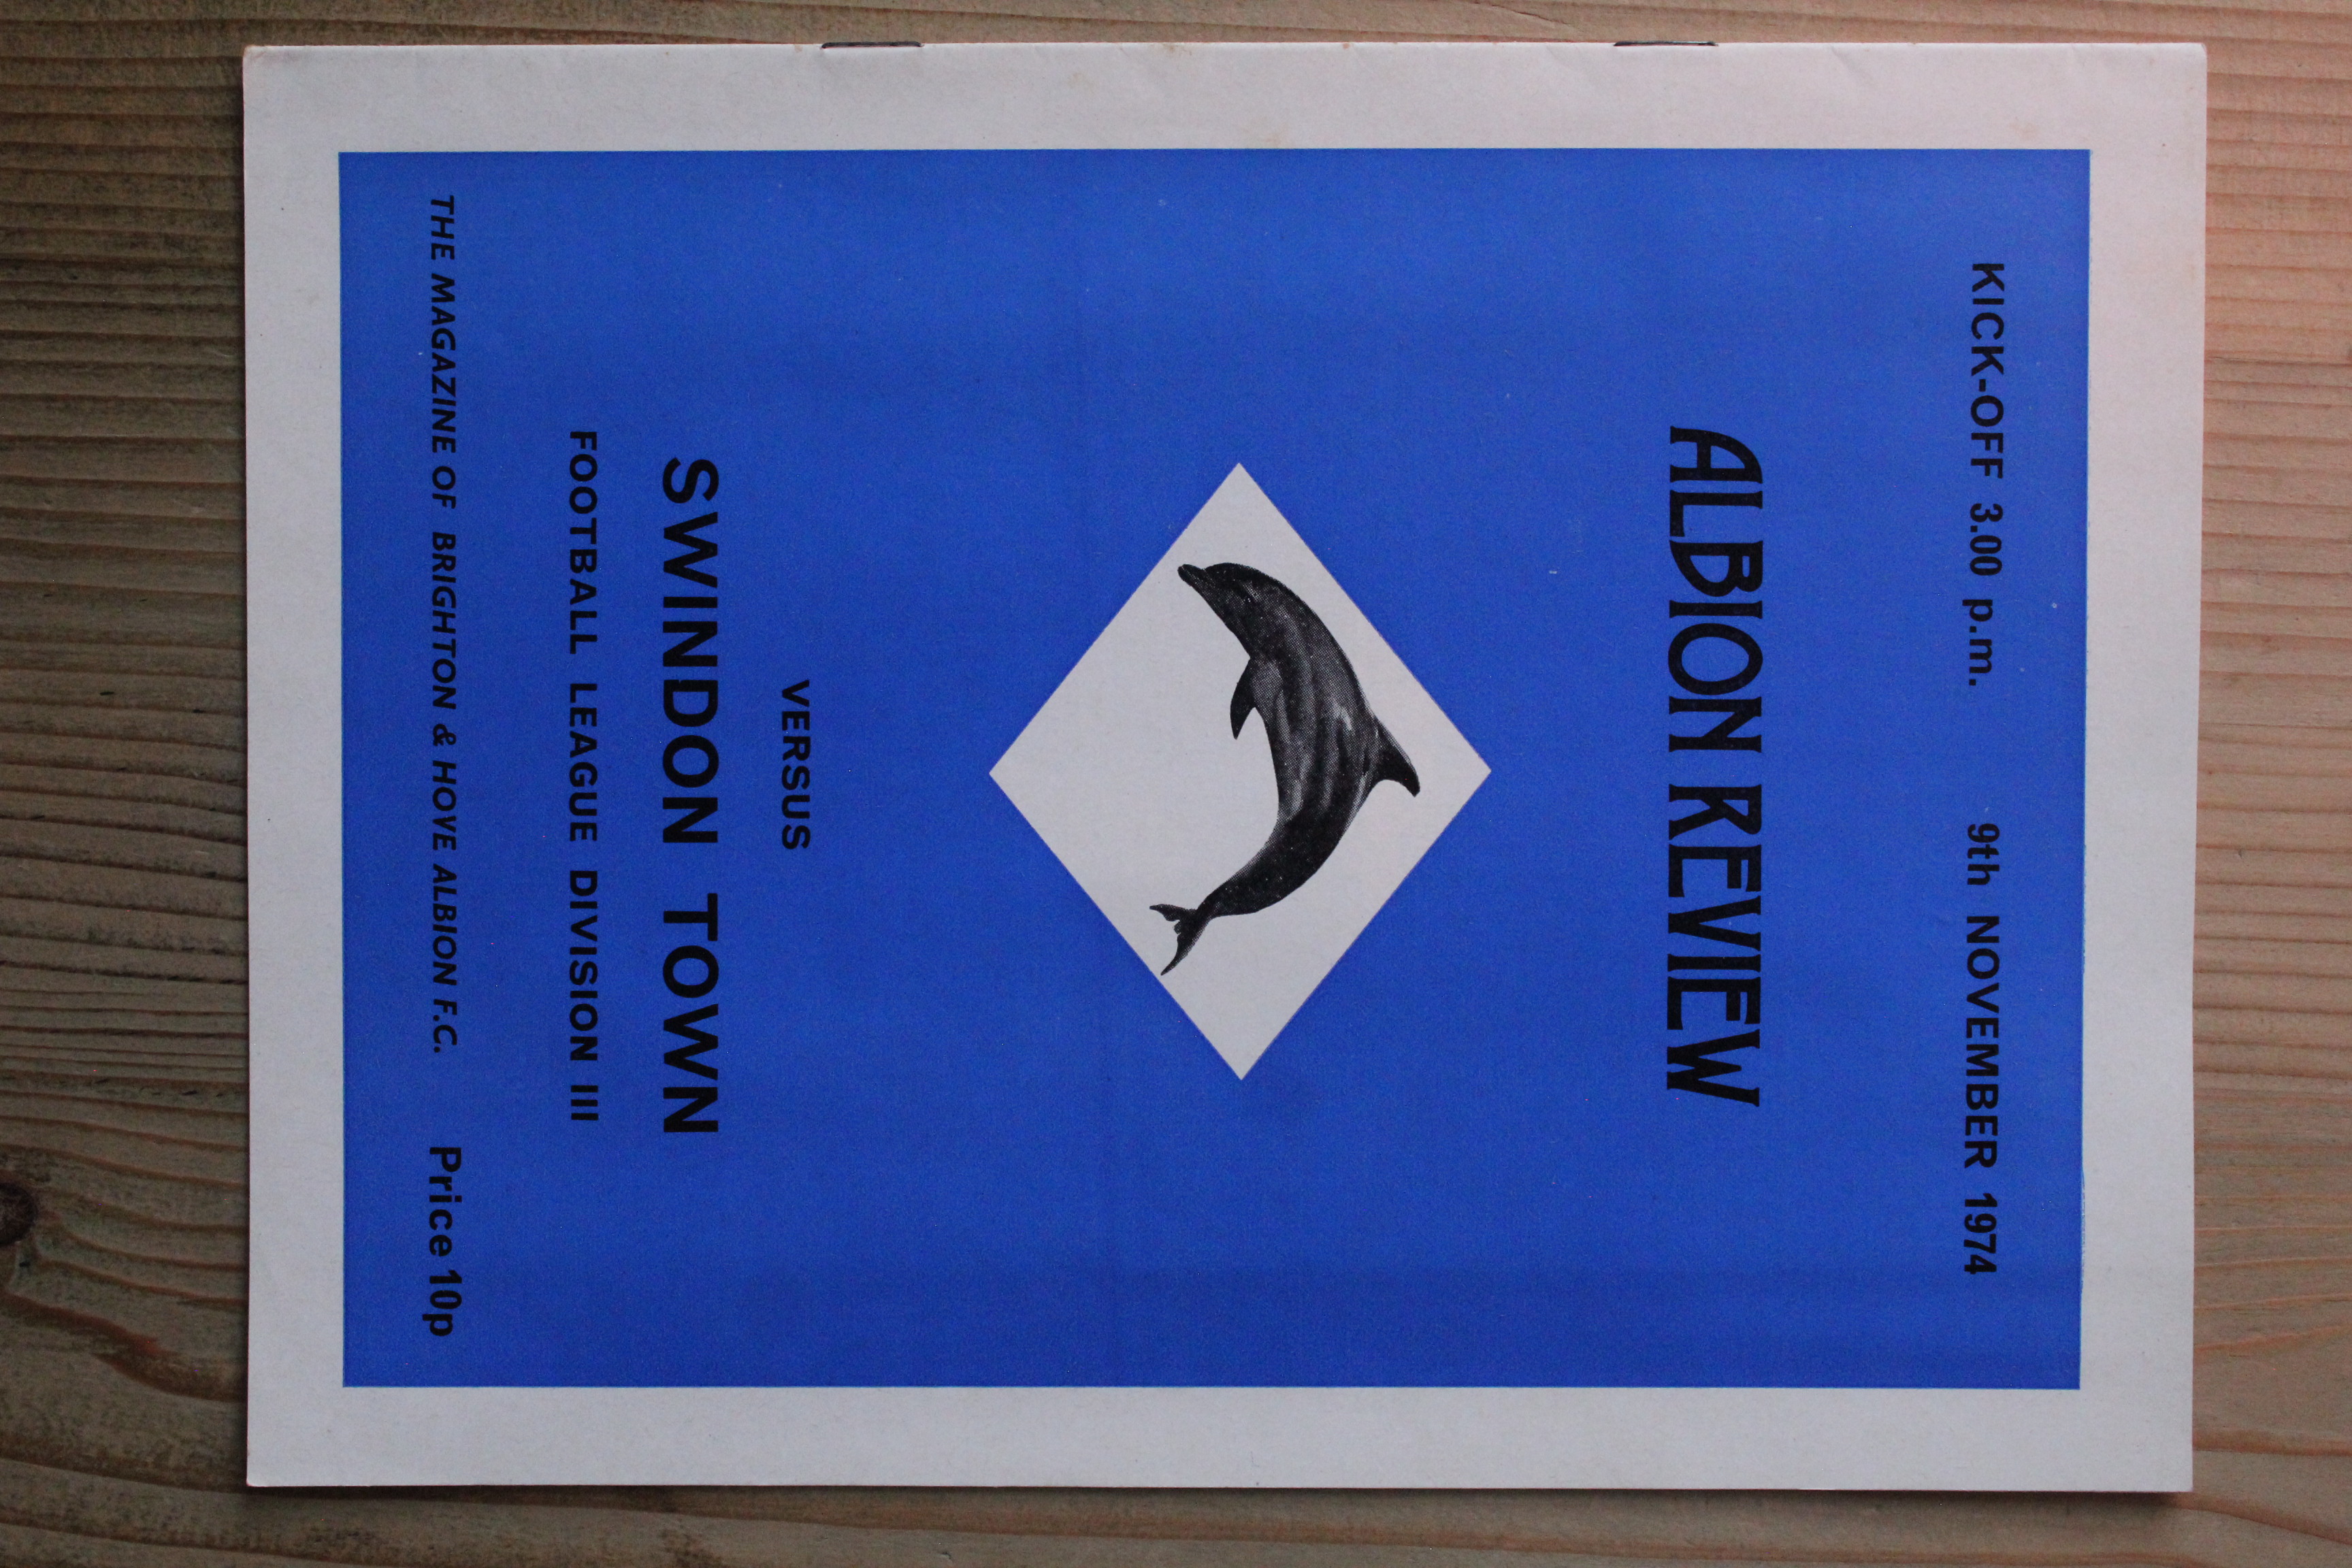 KICK-OFF 3.00 p.m. 9th NOVEMBER 1974
ALBION REVIEW
VERSUS
SWINDON TOWN
FOOTBALL LEAGUE DIVISION III
THE MAGAZINE OF BRIGHTON & HOVE ALBION F.C. Price 10p